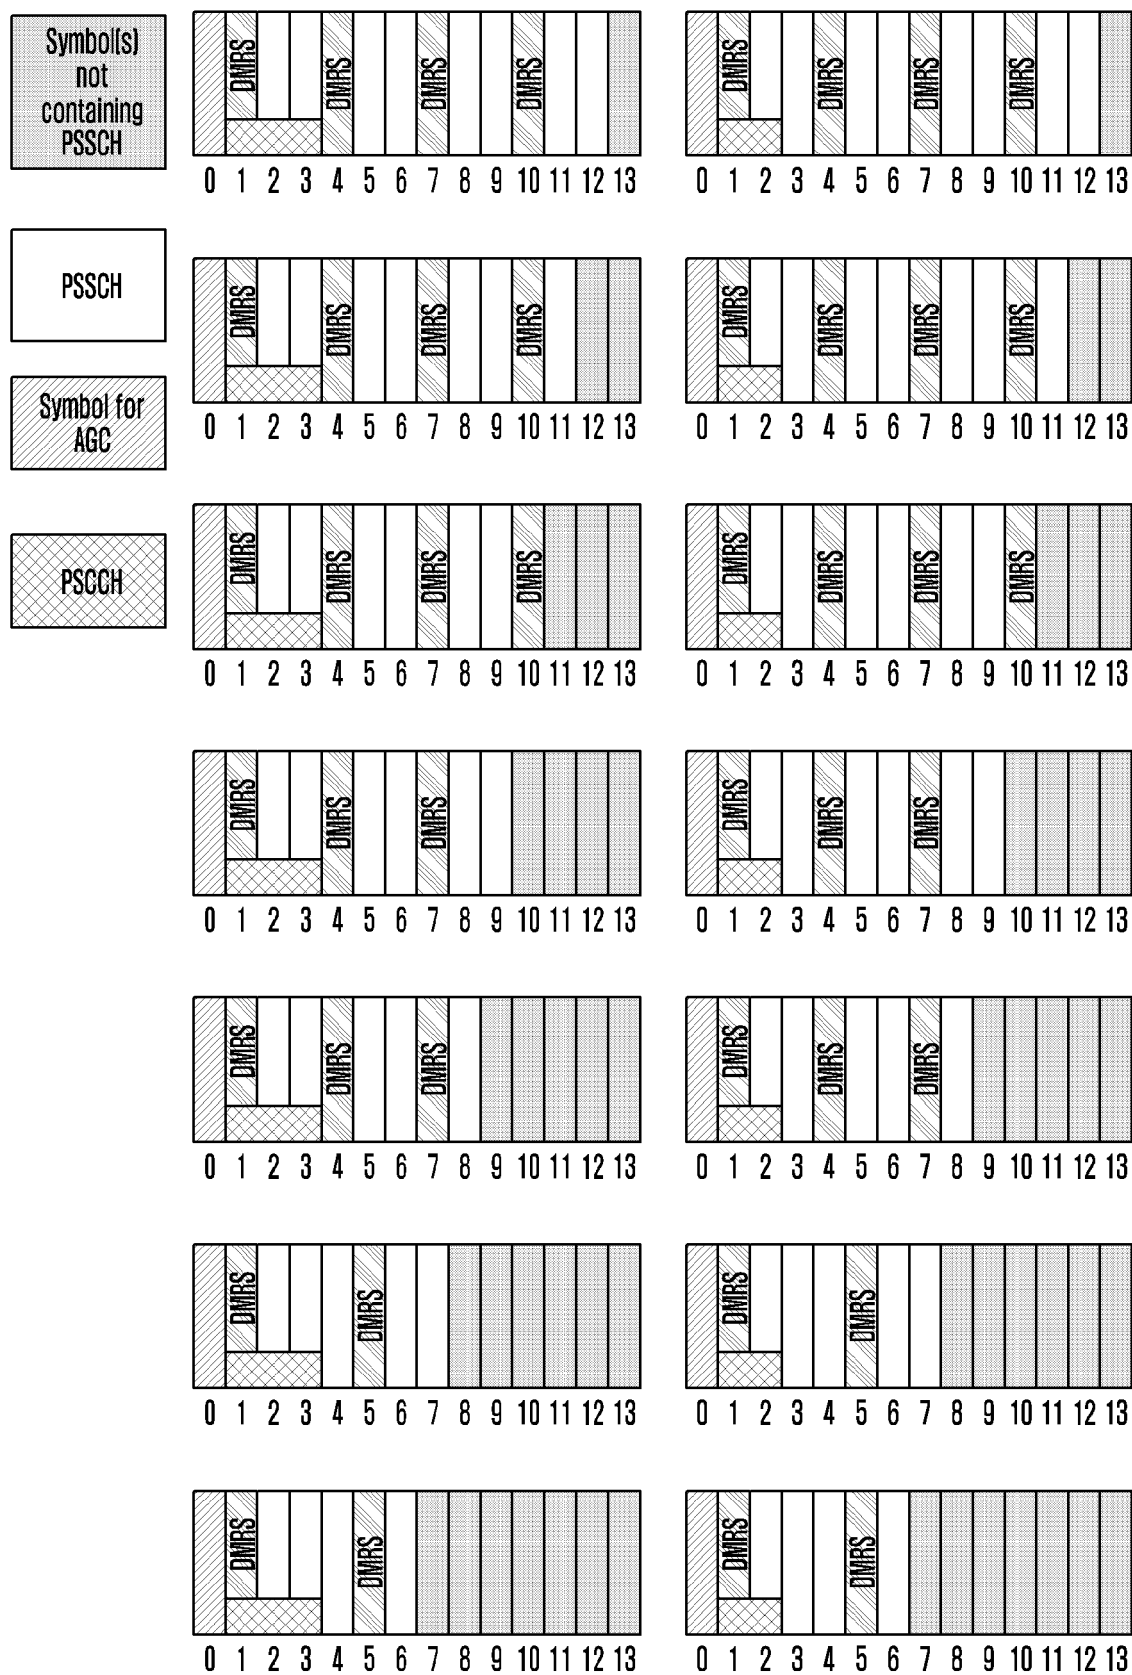 Symbol(s)
not
containing
PSSCH
PSSCH
Symbol for
AGC
PSCCH
DMRS DMRS DMRS DMRS DMRS DMRS DMRS DMRS
0 1 2 3 4 5 6 7 8 9 10 11 12 13 0 1 2 3 4 5 6 7 8 9 10 11 12 13
DMRS DMRS DMRS DMRS DMRS DMRS DMRS DMRS
0 1 2 3 4 5 6 7 8 9 10 11 12 13 0 1 2 3 4 5 6 7 8 9 10 11 12 13
DMRS DMRS DMRS DMRS DMRS DMRS DMRS DMRS
0 1 2 3 4 5 6 7 8 9 10 11 12 13 0 1 2 3 4 5 6 7 8 9 10 11 12 13
DMRS DMRS DMRS DMRS DMRS DMRS
0 1 2 3 4 5 6 7 8 9 10 11 12 13 0 1 2 3 4 5 6 7 8 9 10 11 12 13
DMRS DMRS DMRS DMRS DMRS DMRS
0 1 2 3 4 5 6 7 8 9 10 11 12 13 0 1 2 3 4 5 6 7 8 9 10 11 12 13
DMRS DMRS DMRS DMRS
0 1 2 3 4 5 6 7 8 9 10 11 12 13 0 1 2 3 4 5 6 7 8 9 10 11 12 13
DMRS DMRS DMRS DMRS
0 1 2 3 4 5 6 7 8 9 10 11 12 13 0 1 2 3 4 5 6 7 8 9 10 11 12 13